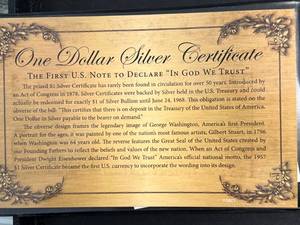 One Dollar Silver Certificate
THE FIRST U.S. NOTE TO DECLARE "IN GOD WE TRUST"
The prized $1 Silver Certificate has rarely been found in circulation for over 50 years. Introduced by
an Act of Congress in 1878, Silver Certificates were backed by Silver held in the U.S. Treasury and could
actually be redeemed for exactly $1 of Silver Bullion until June 24, 1968. This obligation is stated on the
obverse of the bill: "This certifies that there is on deposit in the Treasury of the United States of America.
One Dollar in Silver payable to the bearer on demand."
The obverse design frames the legendary image of George Washington, America's first President.
A portrait for the ages, it was painted by one of the nation's most famous artists, Gilbert Stuart, in 1796
when Washington was 64 years old. The reverse features the Great Seal of the United States created by
our Founding Fathers to reflect the beliefs and values of the new nation. When an Act of Congress and
President Dwight Eisenhower declared "In God We Trust" America's official national motto, the 1957
$1 Silver Certificate became the first U.S. currency to incorporate the wording into its design.